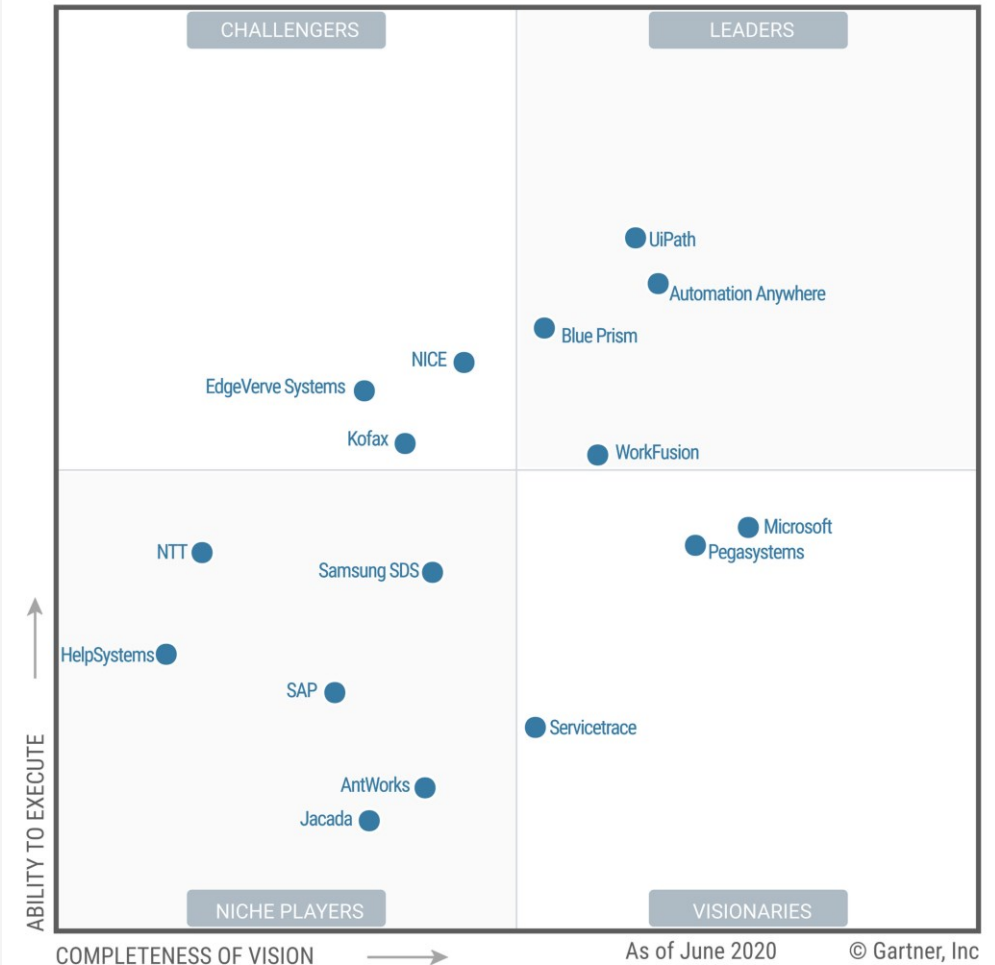 CHALLENGERS
LEADERS
UiPath
Automation Anywhere
Blue Prism
NICE
EdgeVerve Systems
Kofax
WorkFusion
Microsoft
Pegasystems
NTT
Samsung SDS
HelpSystems
SAP
Servicetrace
AntWorks
Jacada
ABILITY TO EXECUTE
NICHE PLAYERS
VISIONARIES
COMPLETENESS OF VISION
As of June 2020
© Gartner, Inc